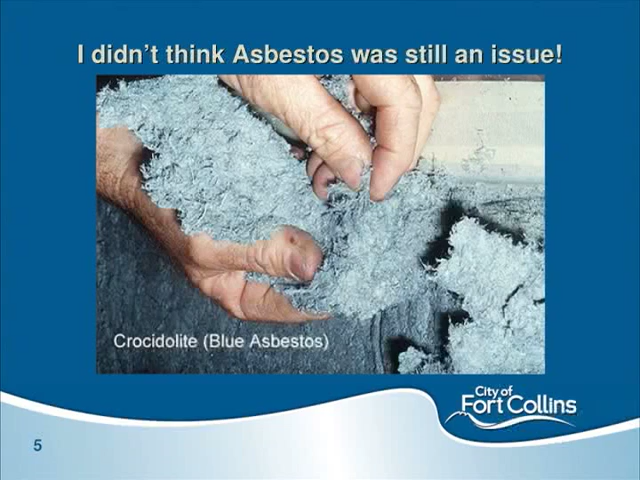 I didn't think Asbestos was still an issue!
Crocidolite (Blue Asbestos)
City of
Fort Collins
5